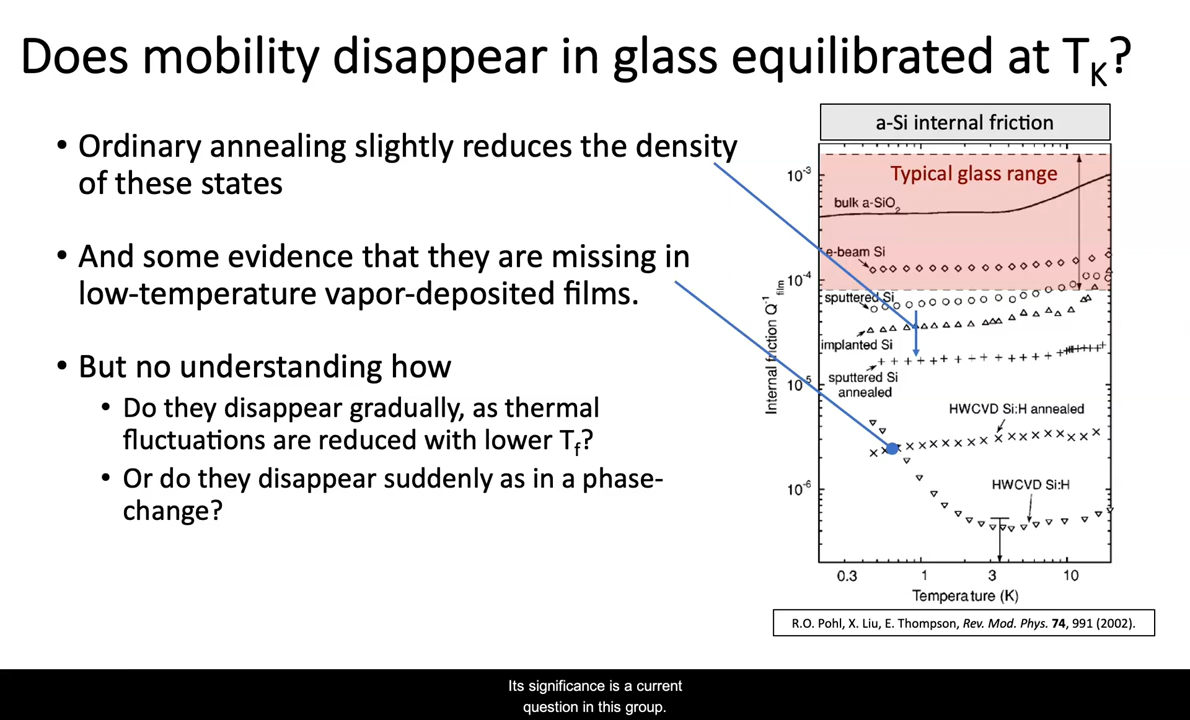 Does mobility disappear in glass equilibrated at TK?
• Ordinary annealing slightly reduces the density
of these states
• And some evidence that they are missing in
low-temperature vapor-deposited films.
• But no understanding how
• Do they disappear gradually, as thermal
fluctuations are reduced with lower Tf?
• Or do they disappear suddenly as in a phase-
change?
a-Si internal friction
Typical glass range
bulk a-SiO2
e-beam Si
sputtered Si
implanted Si
sputtered Si
annealed
HWCVD Si:H annealed
HWCVD Si:H
10-3
10-4
10-5
10-6
Internal friction Q-1film
0.3 1 3 10
Temperature (K)
R.O. Pohl, X. Liu, E. Thompson, Rev. Mod. Phys. 74, 991 (2002).
Its significance is a current
question in this group.